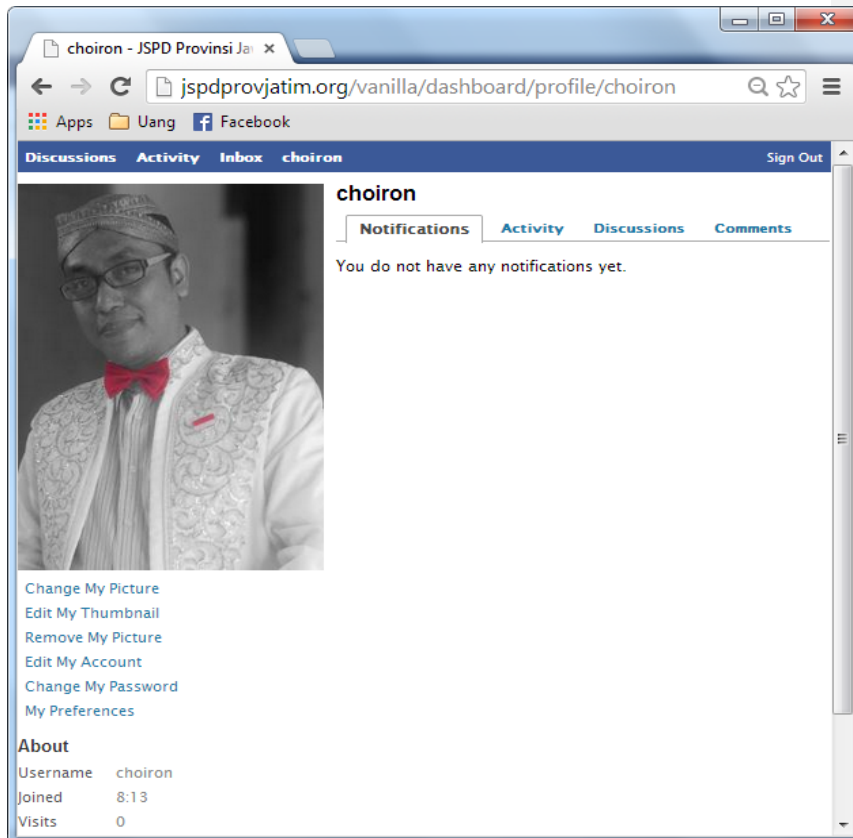 choiron - JSPD Provinsi Ja
jspdprovjatim.org/vanilla/dashboard/profile/choiron
Apps Uang Facebook
Discussions Activity Inbox choiron Sign Out
choiron
Notifications Activity Discussions Comments
You do not have any notifications yet.
Change My Picture
Edit My Thumbnail
Remove My Picture
Edit My Account
Change My Password
My Preferences
About
Username choiron
Joined 8:13
Visits 0